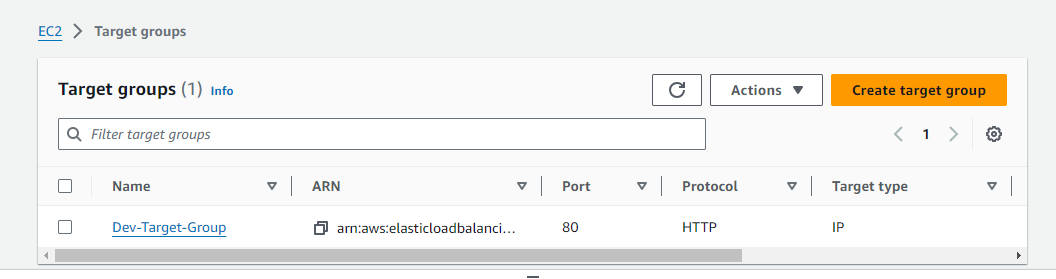 EC2 > Target groups
Target groups (1) Info
Actions
Create target group
Filter target groups
1
Name ARN Port Protocol Target type
Dev-Target-Group arn:aws:elasticloadbalanci... 80 HTTP IP